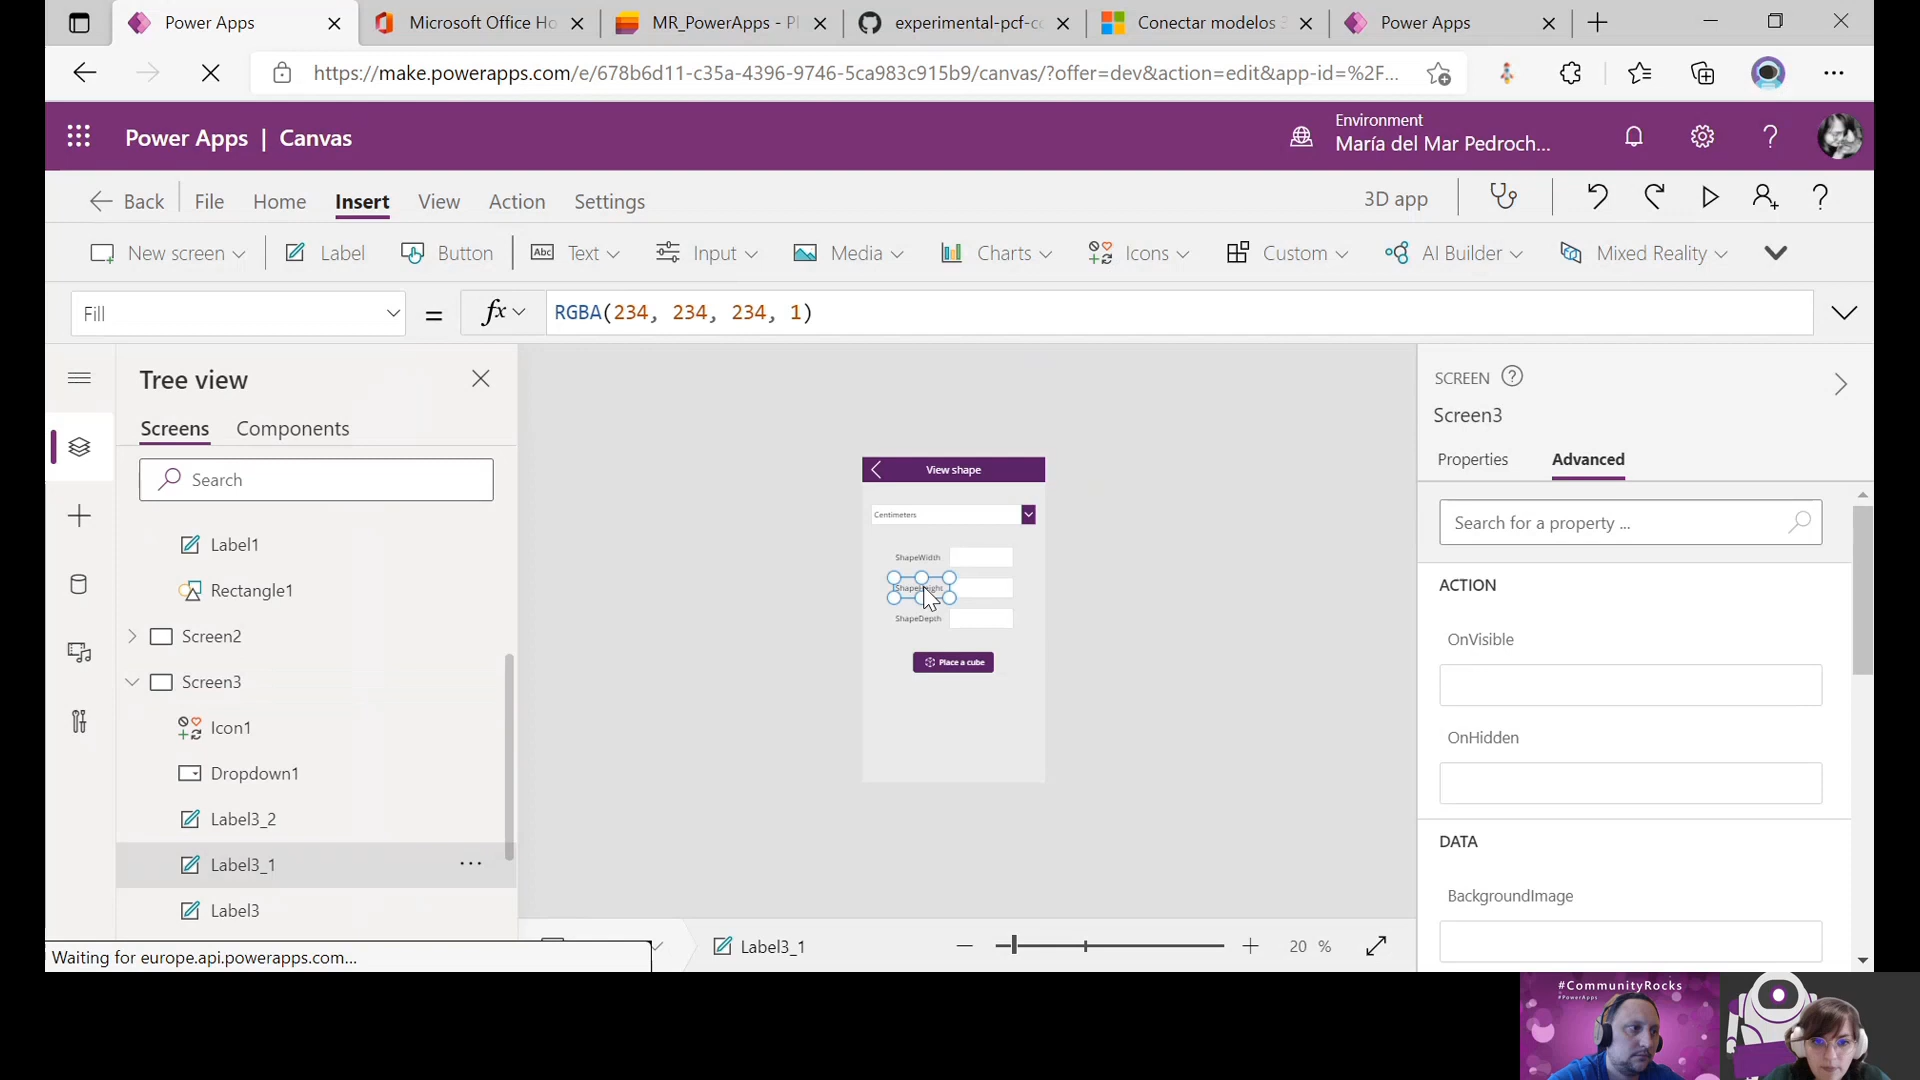 Power Apps
Microsoft Office Ho
MR_PowerApps - Pl
experimental-pcf-co
Conectar modelos 3
Power Apps
https://make.powerapps.com/e/678b6d11-c35a-4396-9746-5ca983c915b9/canvas/?offer=dev&action=edit&app-id=%2F...
Power Apps | Canvas
Environment
María del Mar Pedroch...
Back
File
Home
Insert
View
Action
Settings
3D app
New screen
Label
Button
Abc Text
Input
Media
Charts
Icons
Custom
AI Builder
Mixed Reality
Fill
=
fx
RGBA(234, 234, 234, 1)
Tree view
Screens
Components
Search
Label1
Rectangle1
Screen2
Screen3
Icon1
Dropdown1
Label3_2
Label3_1
Label3
View shape
Centimeters
ShapeWidth
ShapeHeight
ShapeDepth
Place a cube
Label3_1
20 %
Waiting for europe.api.powerapps.com...
SCREEN
Screen3
Properties
Advanced
Search for a property ...
ACTION
OnVisible
OnHidden
DATA
BackgroundImage
#CommunityRocks
#PowerApps